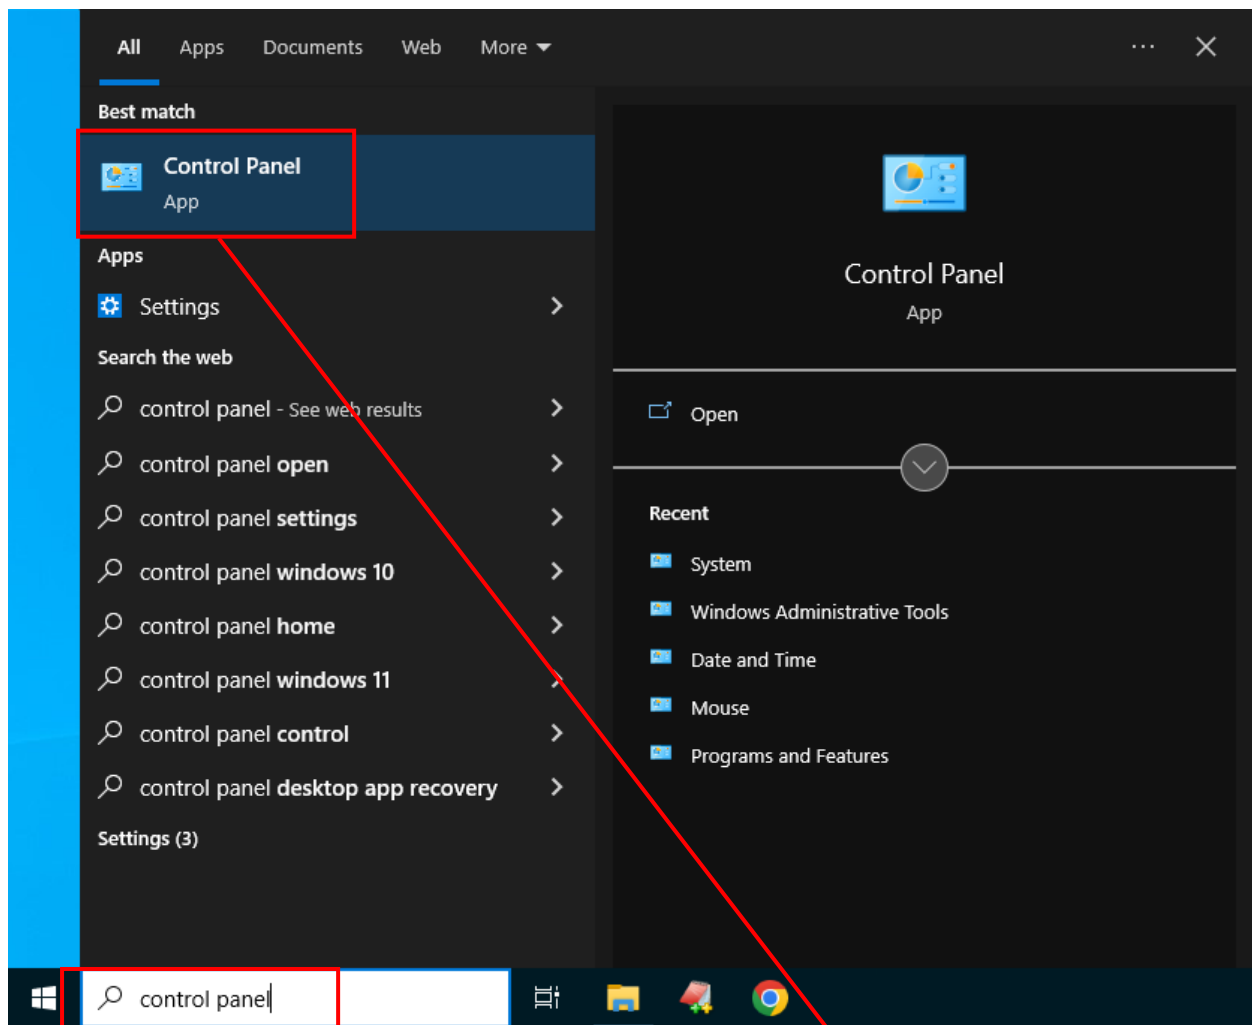 All Apps Documents Web More
Best match
Control Panel
App
Apps
Settings
Search the web
control panel - See web results
control panel open
control panel settings
control panel windows 10
control panel home
control panel windows 11
control panel control
control panel desktop app recovery
Settings (3)
Control Panel
App
Open
Recent
System
Windows Administrative Tools
Date and Time
Mouse
Programs and Features
control panel